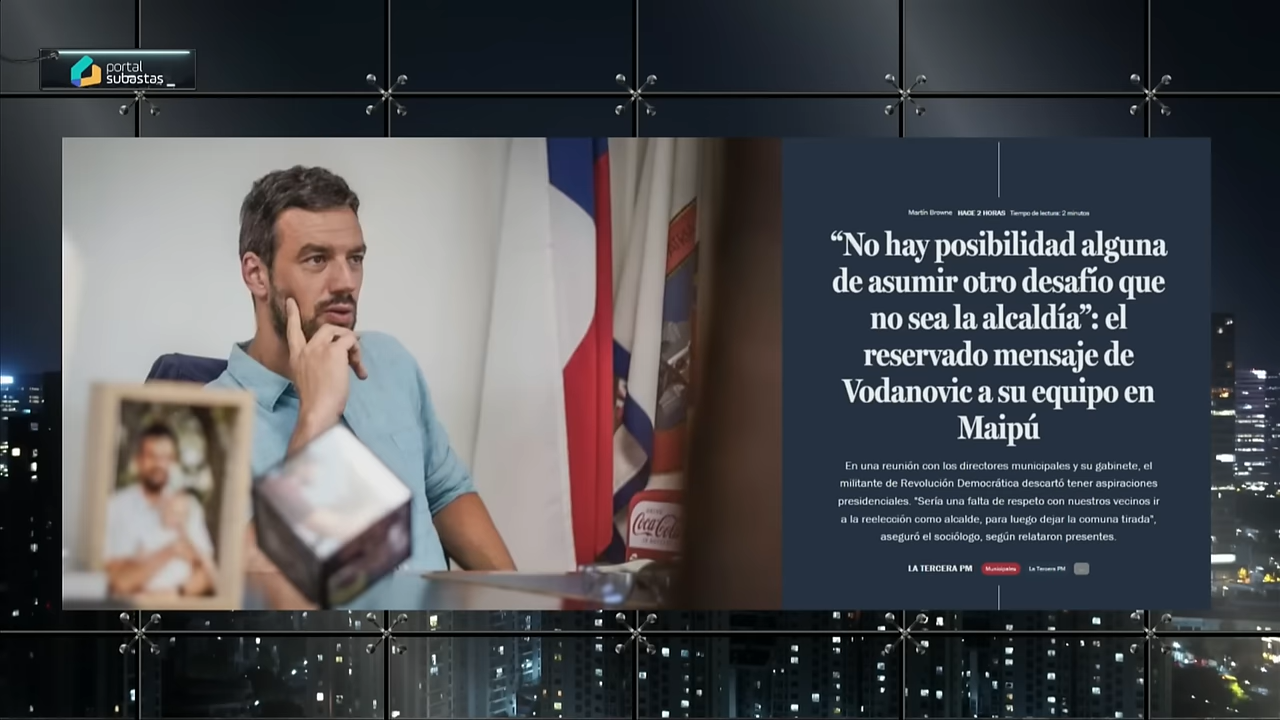 portal
subastas_
Martín Browne HACE 2 HORAS Tiempo de lectura: 2 minutos
“No hay posibilidad alguna
de asumir otro desafío que
no sea la alcaldía”: el
reservado mensaje de
Vodanovic a su equipo en
Maipú
En una reunión con los directores municipales y su gabinete, el
militante de Revolución Democrática descartó tener aspiraciones
presidenciales. "Sería una falta de respeto con nuestros vecinos ir
a la reelección como alcalde, para luego dejar la comuna tirada",
aseguró el sociólogo, según relataron presentes.
LA TERCERA PM Municipales La Tercera PM
Coca-Cola